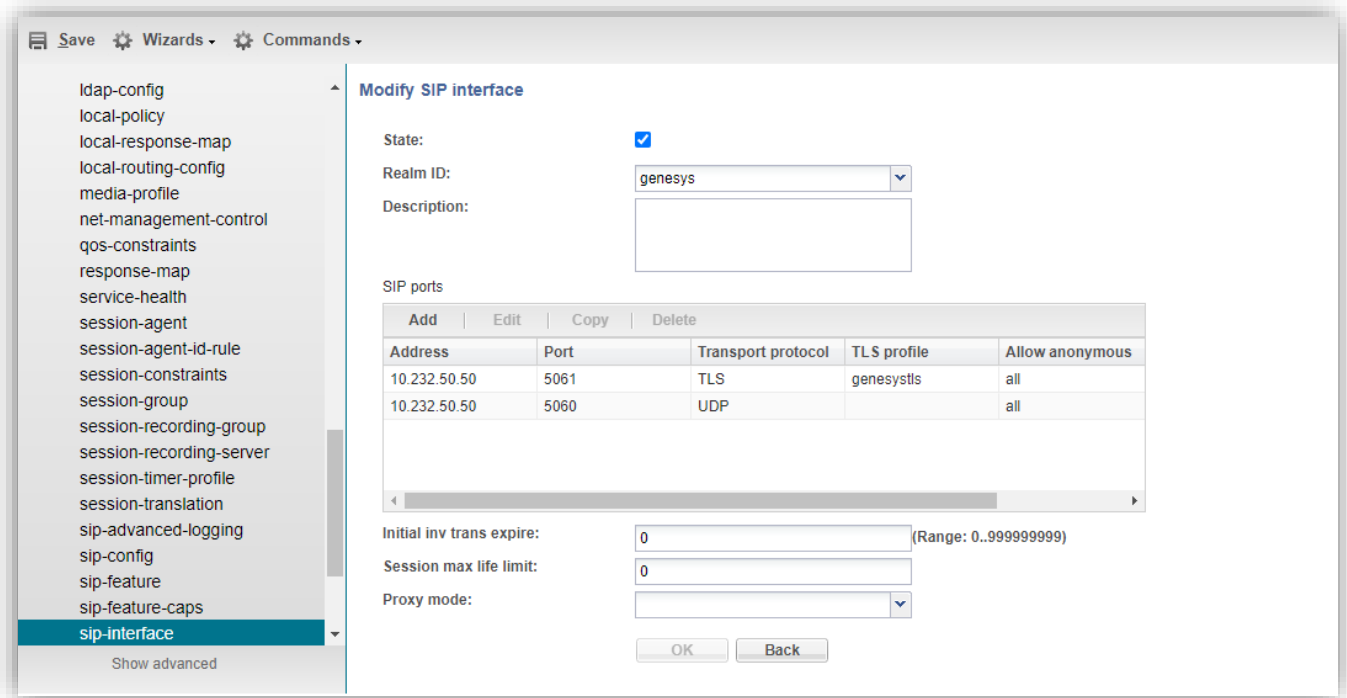 Save Wizards Commands
ldap-config
local-policy
local-response-map
local-routing-config
media-profile
net-management-control
qos-constraints
response-map
service-health
session-agent
session-agent-id-rule
session-constraints
session-group
session-recording-group
session-recording-server
session-timer-profile
session-translation
sip-advanced-logging
sip-config
sip-feature
sip-feature-caps
sip-interface
Show advanced
Modify SIP interface
State:
Realm ID: genesys
Description:
SIP ports
Add | Edit | Copy | Delete
Address Port Transport protocol TLS profile Allow anonymous
10.232.50.50 5061 TLS genesystls all
10.232.50.50 5060 UDP all
Initial inv trans expire: 0 (Range: 0..999999999)
Session max life limit: 0
Proxy mode:
OK Back